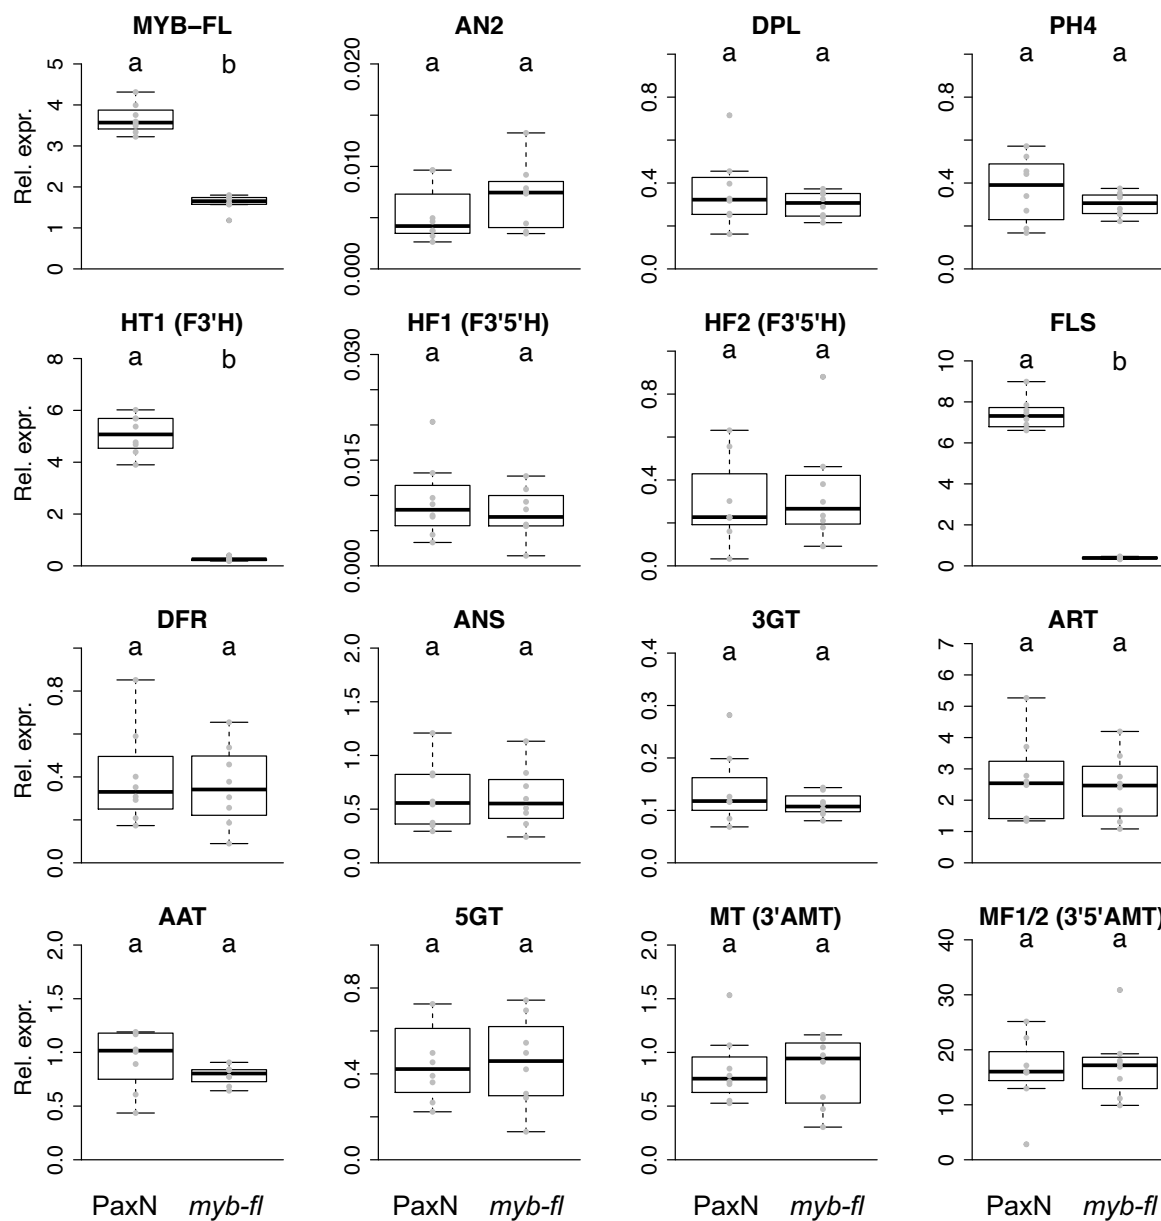 MYB−FL AN2 DPL PH4
Rel. expr.
0 1 2 3 4 5
a b
0.000 0.010 0.020
a a
0.0 0.4 0.8
a a
0.0 0.4 0.8
a a
HT1 (F3'H) HF1 (F3'5'H) HF2 (F3'5'H) FLS
Rel. expr.
0 2 4 6 8
a b
0.000 0.015 0.030
a a
0.0 0.4 0.8
a a
0 2 4 6 8 10
a b
DFR ANS 3GT ART
Rel. expr.
0.0 0.4 0.8
a a
0.0 0.5 1.0 1.5 2.0
a a
0.0 0.1 0.2 0.3 0.4
a a
0 1 2 3 4 5 6 7
a a
AAT 5GT MT (3'AMT) MF1/2 (3'5'AMT)
Rel. expr.
0.0 0.5 1.0 1.5 2.0
a a
0.0 0.4 0.8
a a
0.0 0.5 1.0 1.5 2.0
a a
0 10 20 30 40
a a
PaxN myb-fl PaxN myb-fl PaxN myb-fl PaxN myb-fl